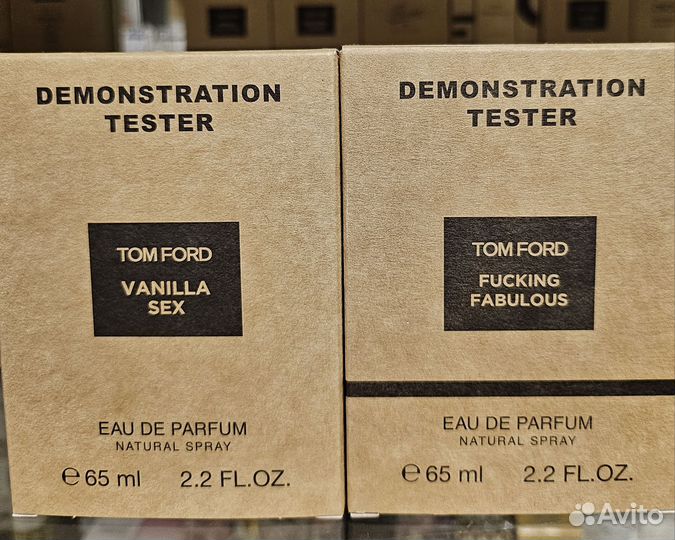 DEMONSTRATION
TESTER
TOM FORD
VANILLA
SEX
EAU DE PARFUM
NATURAL SPRAY
℮ 65 ml 2.2 FL.OZ.
DEMONSTRATION
TESTER
TOM FORD
FUCKING
FABULOUS
EAU DE PARFUM
NATURAL SPRAY
℮ 65 ml 2.2 FL.OZ.
Avito